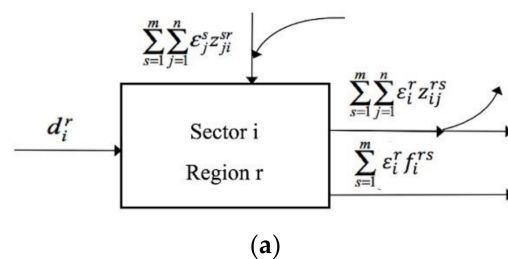 ∑_{s=1}^{m} ∑_{j=1}^{n} ε_j^s z_{ji}^{sr}
∑_{s=1}^{m} ∑_{j=1}^{n} ε_i^r z_{ij}^{rs}
d_i^r
Sector i
Region r
∑_{s=1}^{m} ε_i^r f_i^{rs}
(a)